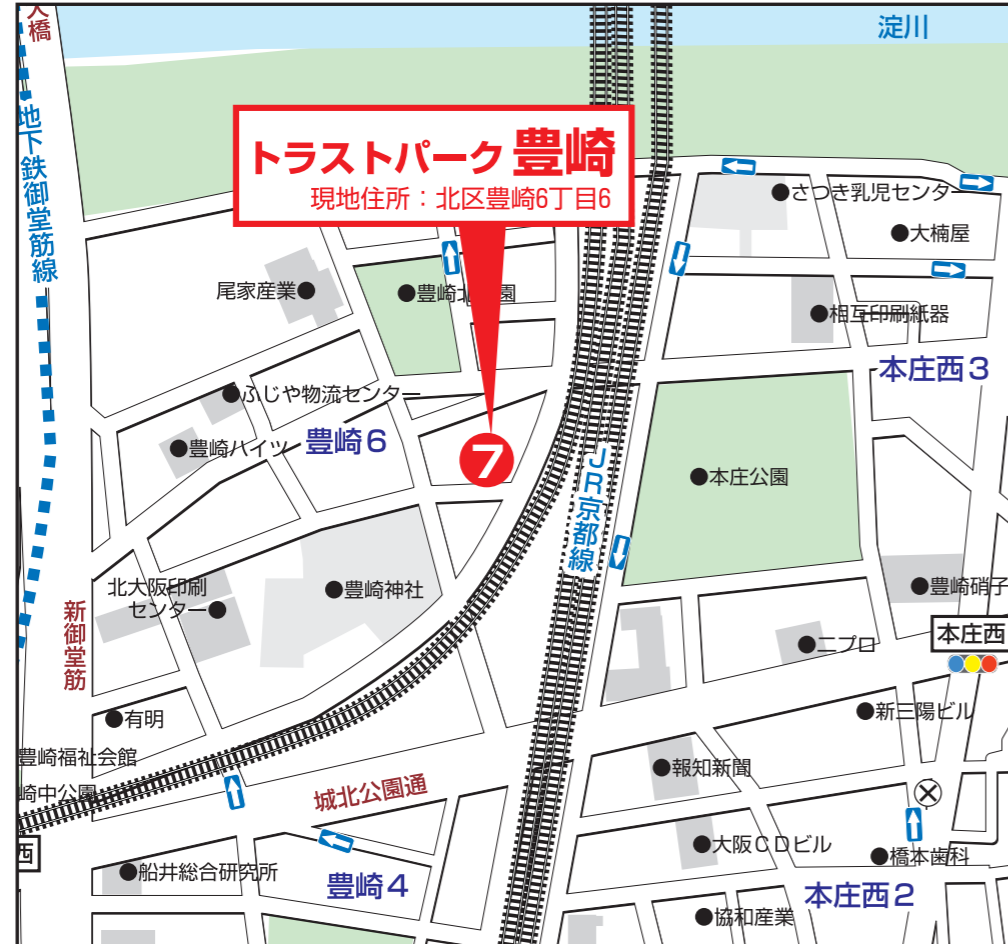 大橋
淀川
地下鉄御堂筋線
トラストパーク 豊崎
現地住所：北区豊崎6丁目6
さつき乳児センター
大楠屋
尾家産業
豊崎北 園
相互印刷紙器
本庄西3
ふじや物流センター
豊崎ハイツ
豊崎6
7
JR京都線
本庄公園
北大阪印刷
センター
豊崎神社
豊崎硝子
新御堂筋
本庄西
ニプロ
有明
新三陽ビル
豊崎福祉会館
崎中公園
報知新聞
城北公園通
西
船井総合研究所
豊崎4
大阪CDビル
橋本歯科
本庄西2
協和産業